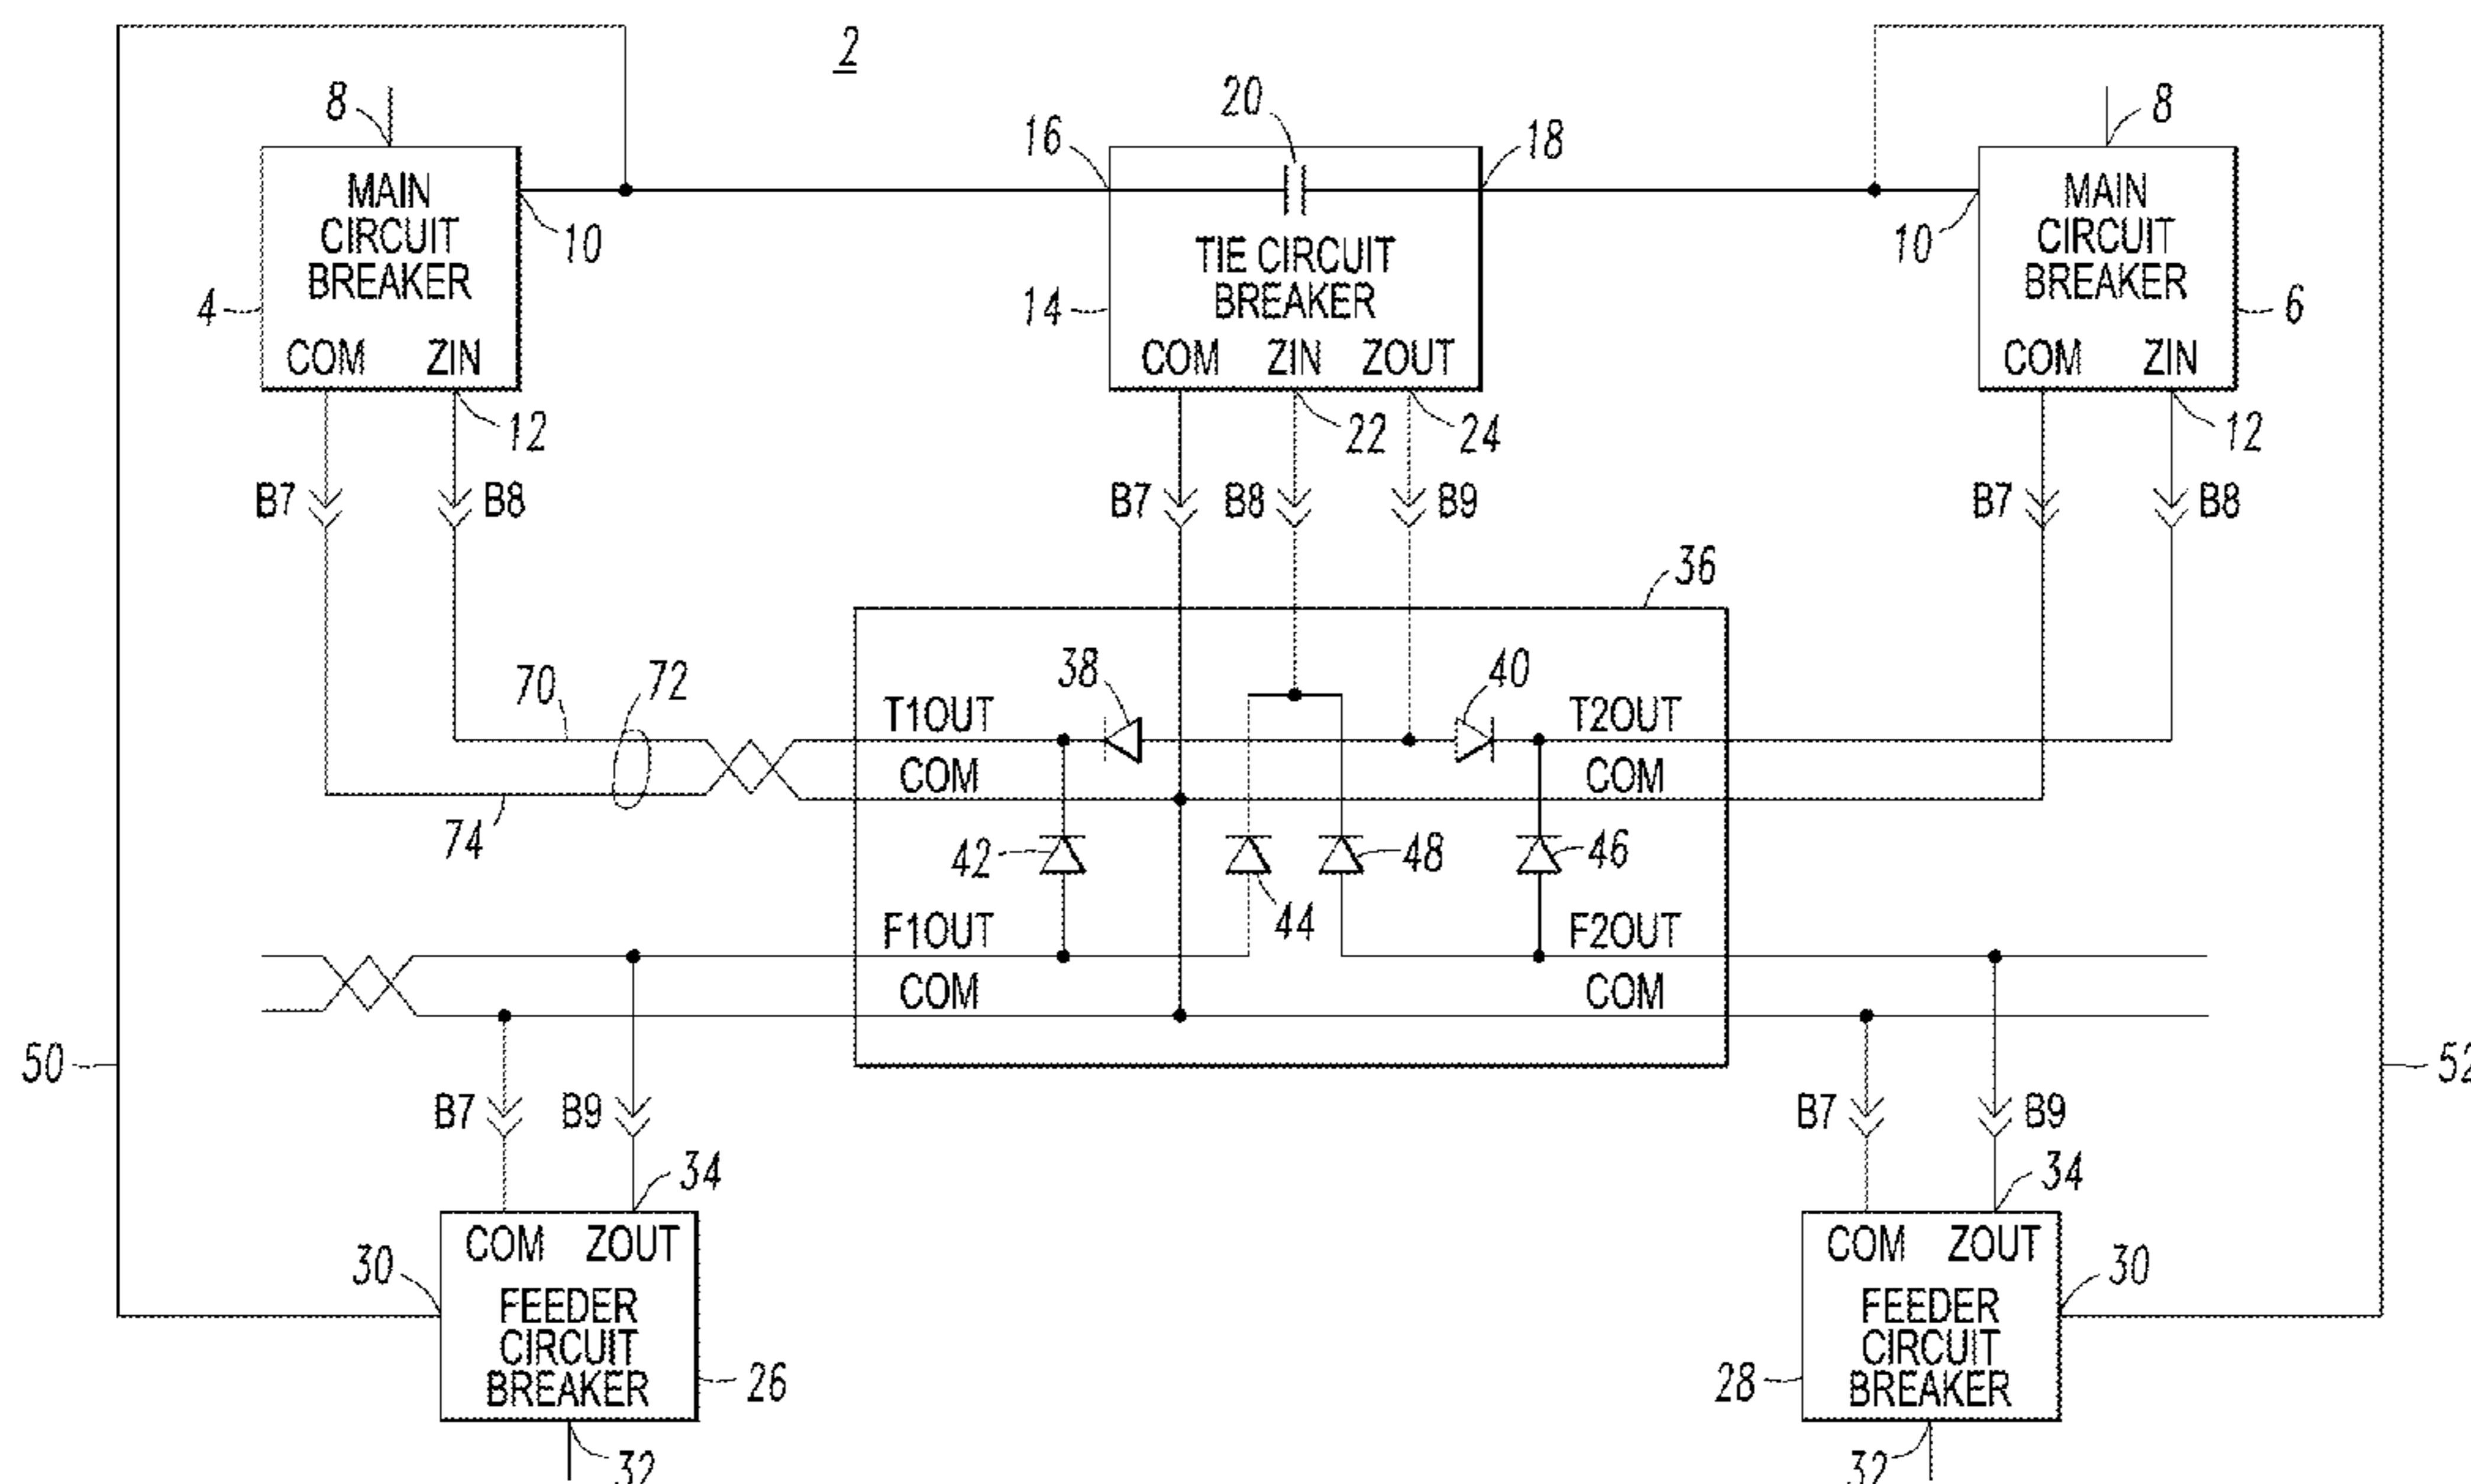 2
8
20
8
16
18
MAIN
CIRCUIT
BREAKER
10
TIE CIRCUIT
BREAKER
10
MAIN
CIRCUIT
BREAKER
4
14
6
COM ZIN
COM ZIN ZOUT
COM ZIN
12
22
24
12
B7
B8
B7
B8
B9
B7
B8
36
70
72
38
40
T1OUT
T2OUT
COM
COM
74
42
44
48
46
F1OUT
F2OUT
COM
COM
50
52
B7
B9
B7
B9
34
34
COM ZOUT
COM ZOUT
30
30
FEEDER
CIRCUIT
BREAKER
FEEDER
CIRCUIT
BREAKER
26
28
32
32